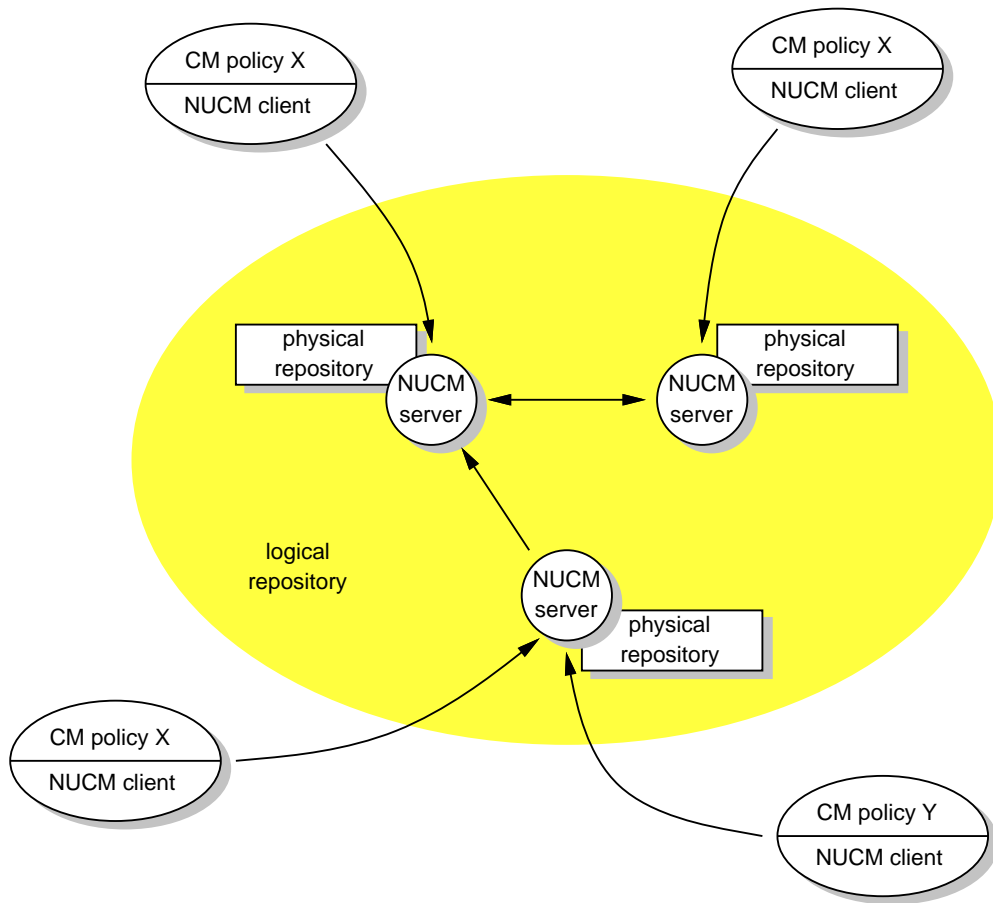 CM policy X
NUCM client
CM policy X
NUCM client
physical
repository
NUCM
server
physical
repository
NUCM
server
logical
repository
NUCM
server
physical
repository
CM policy X
NUCM client
CM policy Y
NUCM client